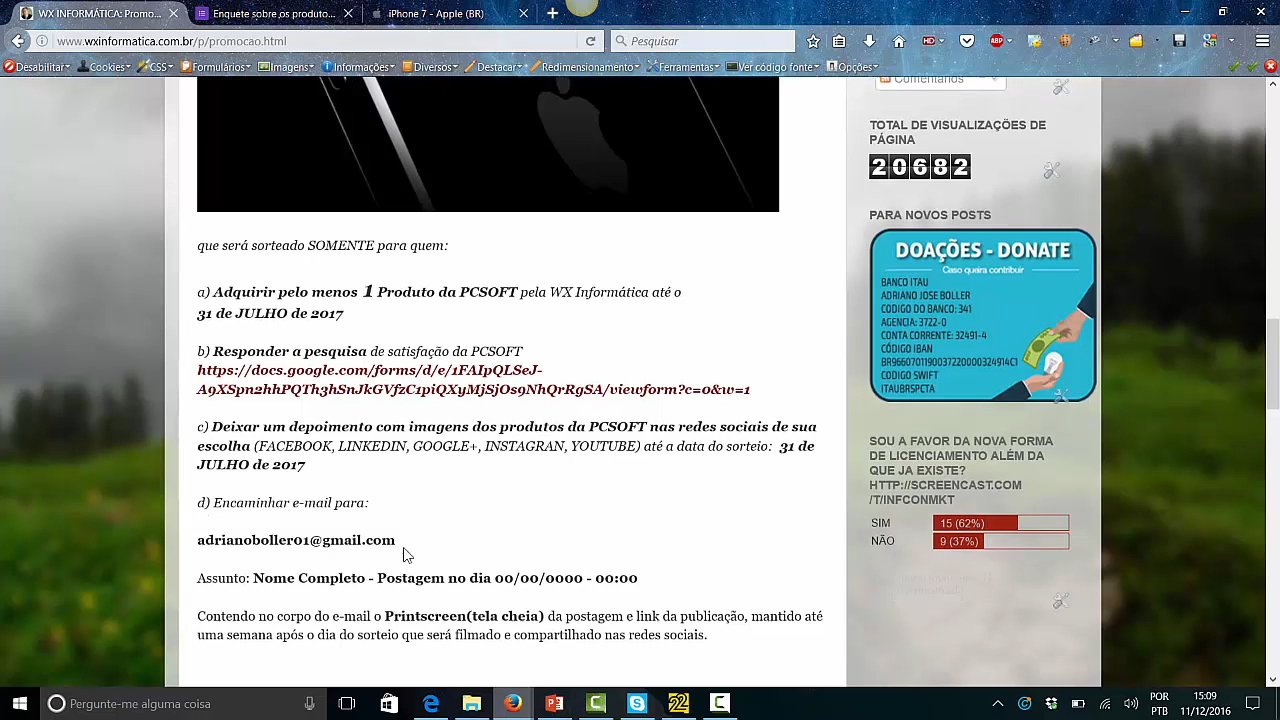 WX INFORMÁTICA: Promo...
Enquete sobre os produto...
iPhone 7 - Apple (BR)
www.wxinformatica.com.br/p/promocao.html
Pesquisar
HD
ABP
Desabilitar
Cookies
CSS
Formulários
Imagens
Informações
Diversos
Destacar
Redimensionamento
Ferramentas
Ver código fonte
Opções
Comentários
TOTAL DE VISUALIZAÇÕES DE
PÁGINA
20682
PARA NOVOS POSTS
DOAÇÕES - DONATE
Caso queira contribuir
BANCO ITAU
ADRIANO JOSE BOLLER
CODIGO DO BANCO: 341
AGENCIA: 3722-0
CONTA CORRENTE: 32491-4
CÓDIGO IBAN
BR9660701190037220000324914C1
CODIGO SWIFT
ITAUBRSPCTA
SOU A FAVOR DA NOVA FORMA
DE LICENCIAMENTO ALÉM DA
QUE JA EXISTE?
HTTP://SCREENCAST.COM
/T/INFCONMKT
SIM 15 (62%)
NÃO 9 (37%)
que será sorteado SOMENTE para quem:
a) Adquirir pelo menos 1 Produto da PCSOFT pela WX Informática até o
31 de JULHO de 2017
b) Responder a pesquisa de satisfação da PCSOFT
https://docs.google.com/forms/d/e/1FAIpQLSeJ-
A9XSpn2hhPQTh3hSnJkGVfzC1piQXyMjSjOs9NhQrRgSA/viewform?c=0&w=1
c) Deixar um depoimento com imagens dos produtos da PCSOFT nas redes sociais de sua
escolha (FACEBOOK, LINKEDIN, GOOGLE+, INSTAGRAN, YOUTUBE) até a data do sorteio: 31 de
JULHO de 2017
d) Encaminhar e-mail para:
adrianoboller01@gmail.com
Assunto: Nome Completo - Postagem no dia 00/00/0000 - 00:00
Contendo no corpo do e-mail o Printscreen(tela cheia) da postagem e link da publicação, mantido até
uma semana após o dia do sorteio que será filmado e compartilhado nas redes sociais.
Pergunte-me alguma coisa
22
POR
PTB
15:09
11/12/2016